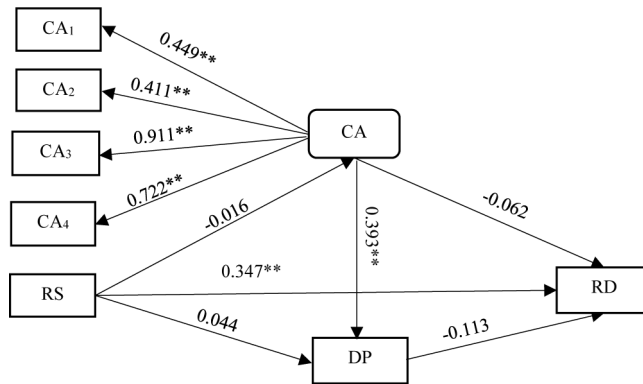 CA₁
0.449**
CA₂
0.411**
CA
CA₃
0.911**
0.722**
CA₄
-0.016
0.393**
-0.062
RS
0.347**
RD
0.044
-0.113
DP